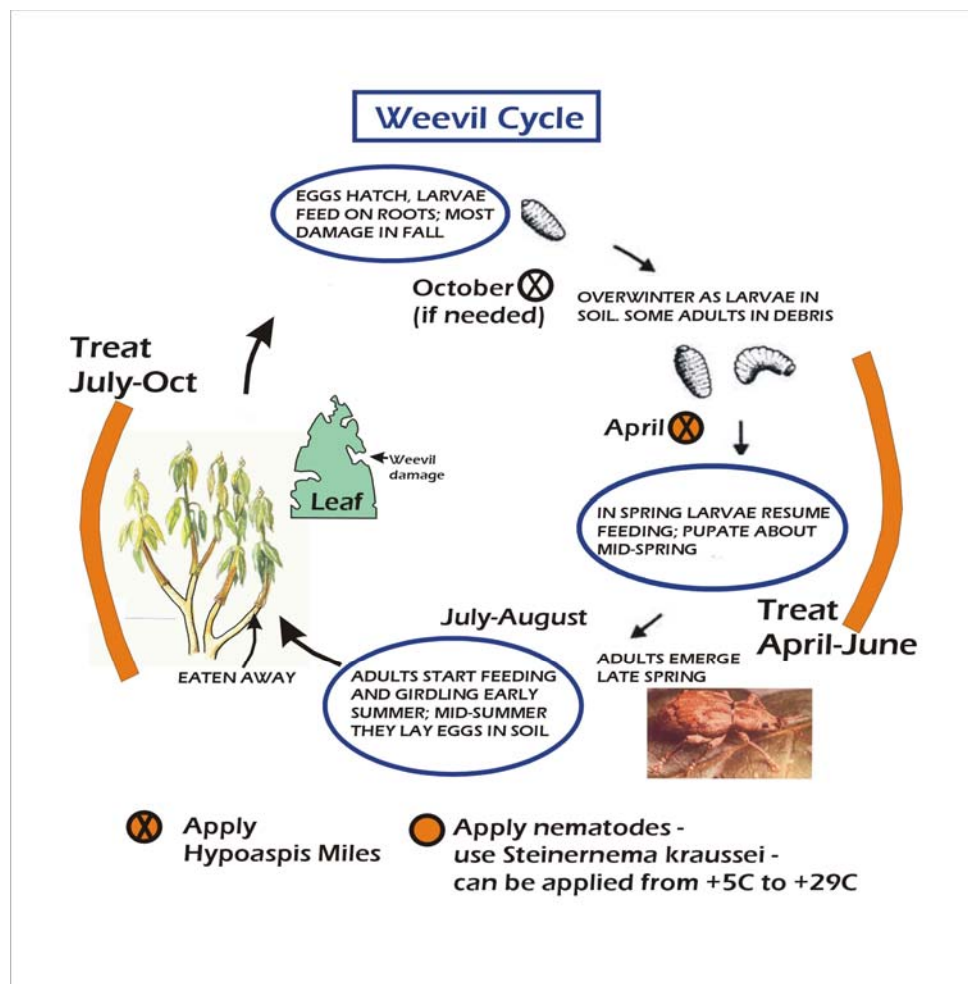 Weevil Cycle
EGGS HATCH, LARVAE
FEED ON ROOTS; MOST
DAMAGE IN FALL
October X
(if needed)
OVERWINTER AS LARVAE IN
SOIL. SOME ADULTS IN DEBRIS
Treat
July-Oct
April X
Weevil
damage
Leaf
IN SPRING LARVAE RESUME
FEEDING; PUPATE ABOUT
MID-SPRING
Treat
April-June
July-August
ADULTS EMERGE
LATE SPRING
EATEN AWAY
ADULTS START FEEDING
AND GIRDLING EARLY
SUMMER; MID-SUMMER
THEY LAY EGGS IN SOIL
X Apply
Hypoaspis Miles
Apply nematodes -
use Steinernema kraussei -
can be applied from +5C to +29C